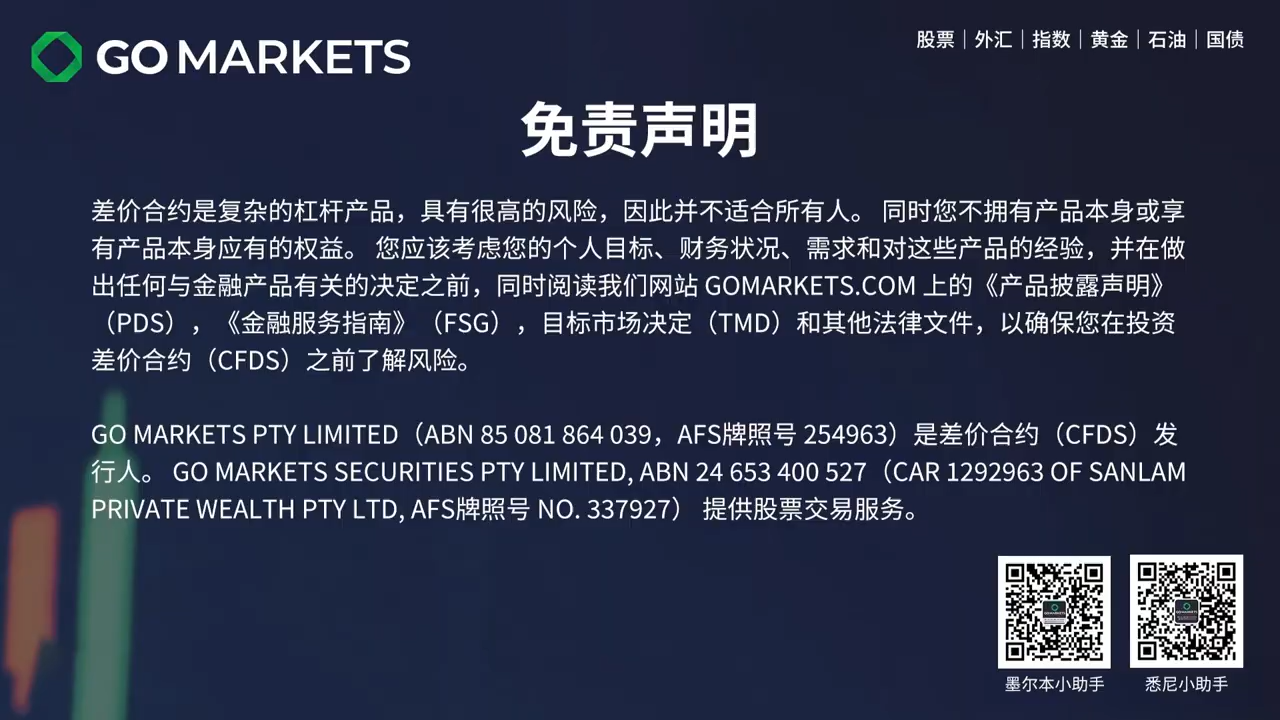 GO MARKETS
股票｜外汇｜指数｜黄金｜石油｜国债
免责声明
差价合约是复杂的杠杆产品，具有很高的风险，因此并不适合所有人。 同时您不拥有产品本身或享
有产品本身应有的权益。 您应该考虑您的个人目标、财务状况、需求和对这些产品的经验，并在做
出任何与金融产品有关的决定之前，同时阅读我们网站 GOMARKETS.COM 上的《产品披露声明》
（PDS），《金融服务指南》（FSG），目标市场决定（TMD）和其他法律文件，以确保您在投资
差价合约（CFDS）之前了解风险。
GO MARKETS PTY LIMITED（ABN 85 081 864 039，AFS牌照号 254963）是差价合约（CFDS）发
行人。 GO MARKETS SECURITIES PTY LIMITED, ABN 24 653 400 527（CAR 1292963 OF SANLAM
PRIVATE WEALTH PTY LTD, AFS牌照号 NO. 337927） 提供股票交易服务。
墨尔本小助手
悉尼小助手